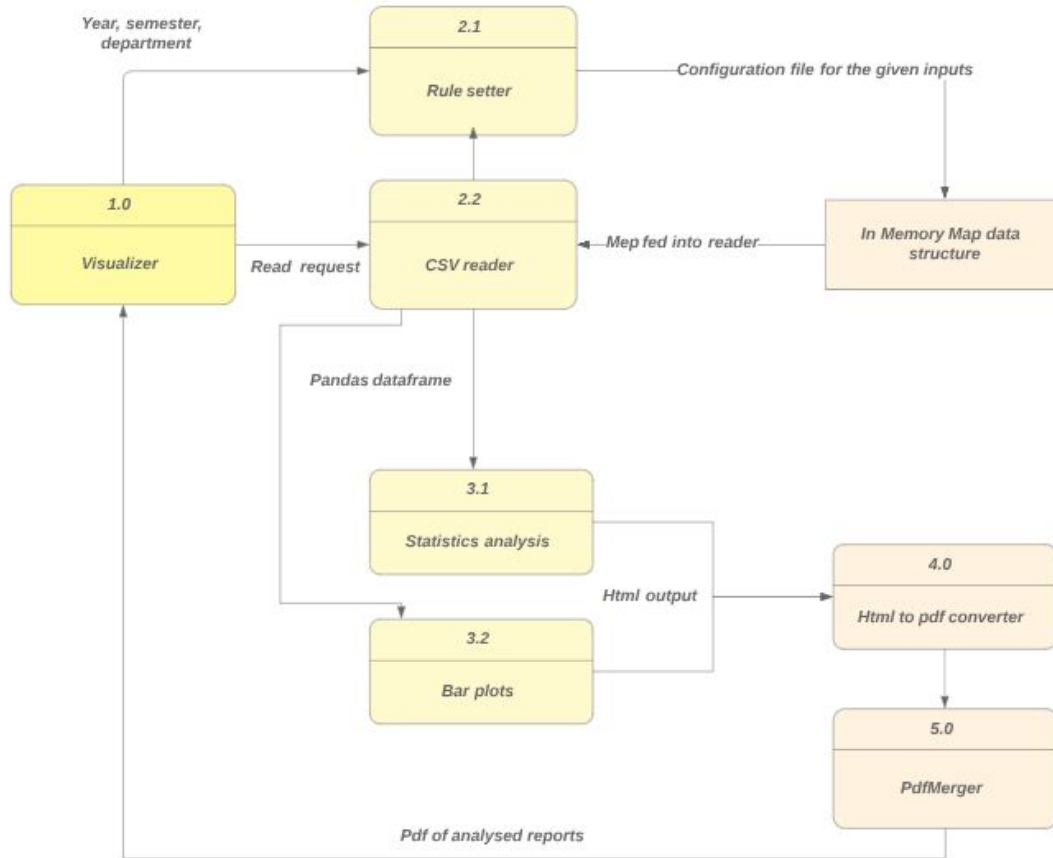 Year, semester,
department
2.1
Rule setter
Configuration file for the given inputs
1.0
Visualizer
Read request
2.2
CSV reader
Mep fed into reader
In Memory Map data
structure
Pandas dataframe
3.1
Statistics analysis
Html output
3.2
Bar plots
4.0
Html to pdf converter
5.0
PdfMerger
Pdf of analysed reports